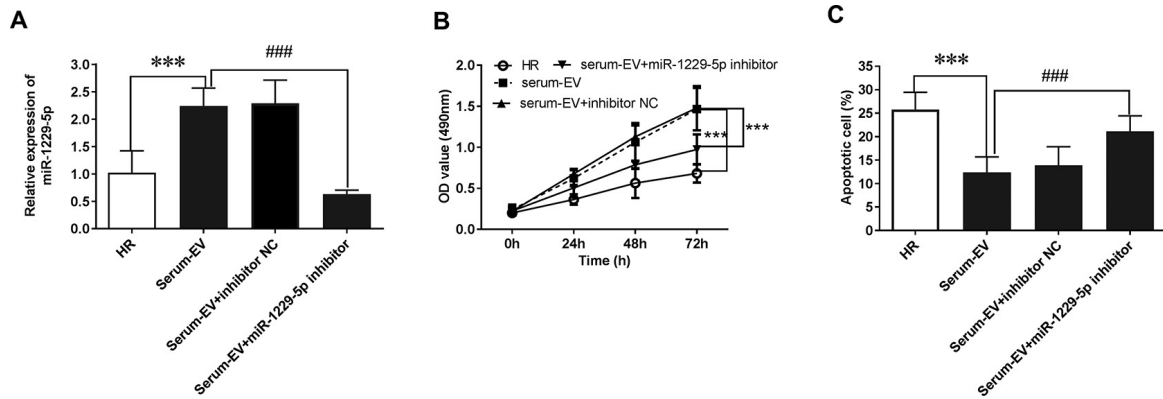 A
Relative expression of
miR-1229-5p
3.0
2.5
2.0
1.5
1.0
0.5
0.0
***
###
HR
Serum-EV
Serum-EV+inhibitor NC
Serum-EV+miR-1229-5p inhibitor
B
OD value (490nm)
2.0
1.5
1.0
0.5
0.0
HR
serum-EV+miR-1229-5p inhibitor
serum-EV
serum-EV+inhibitor NC
***
***
0h
24h
48h
72h
Time (h)
C
Apoptotic cell (%)
35
30
25
20
15
10
5
0
***
###
HR
Serum-EV
Serum-EV+inhibitor NC
Serum-EV+miR-1229-5p inhibitor